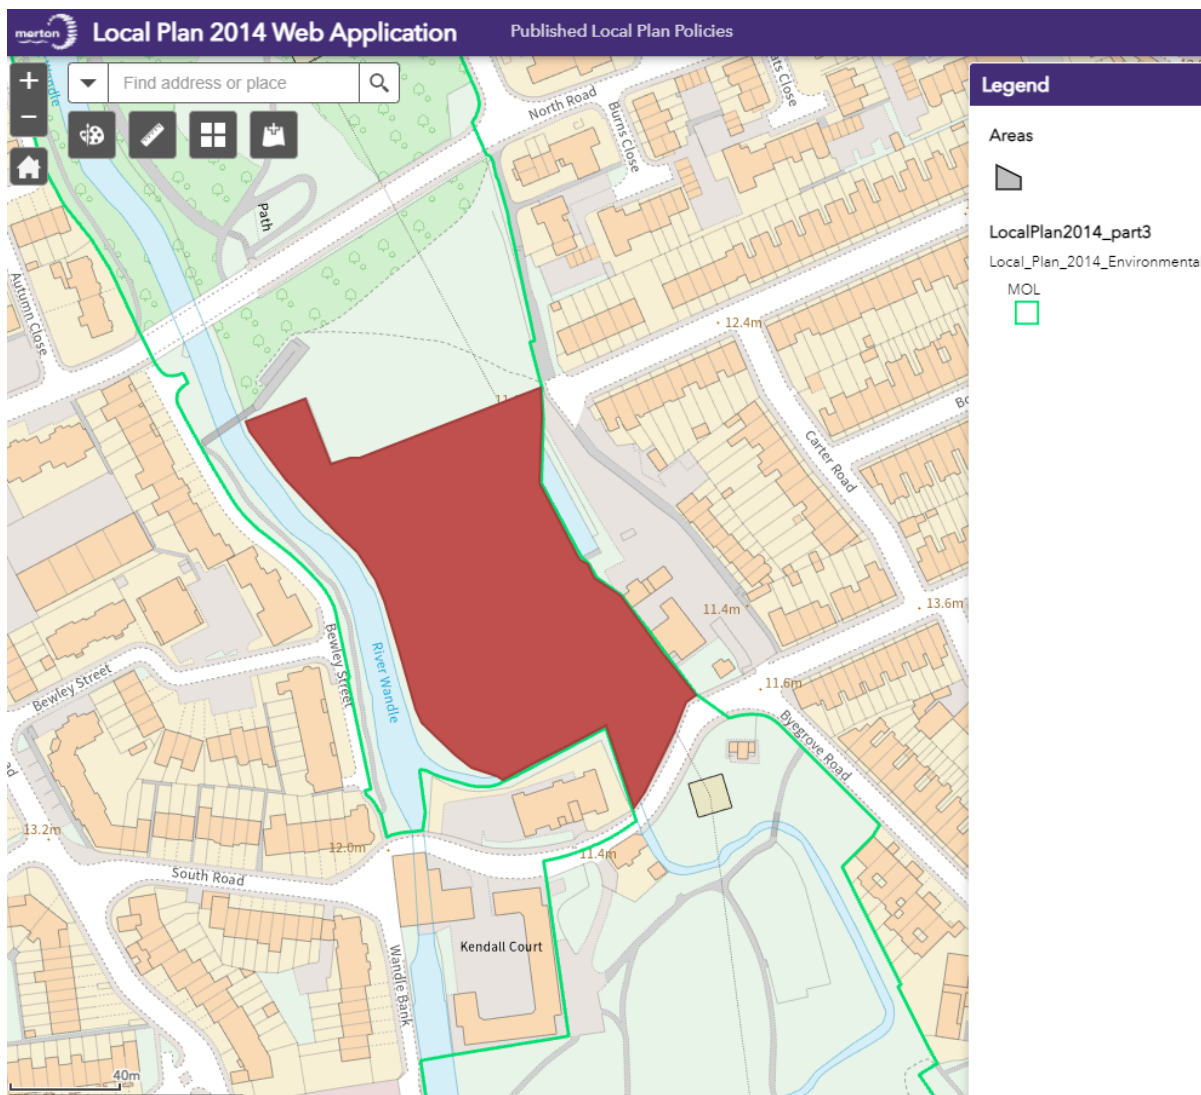 merton
Local Plan 2014 Web Application
Published Local Plan Policies
+
Find address or place
−
Legend
Areas
LocalPlan2014_part3
Local_Plan_2014_Environmenta
MOL
Wandle
North Road
Burns Close
Path
Autumn Close
12.4m
Carter Road
13.6m
11.4m
11.6m
Bewley Street
Bewley Street
River Wandle
Byegrove Road
13.2m
12.0m
11.4m
South Road
Kendall Court
Wandle Bank
40m